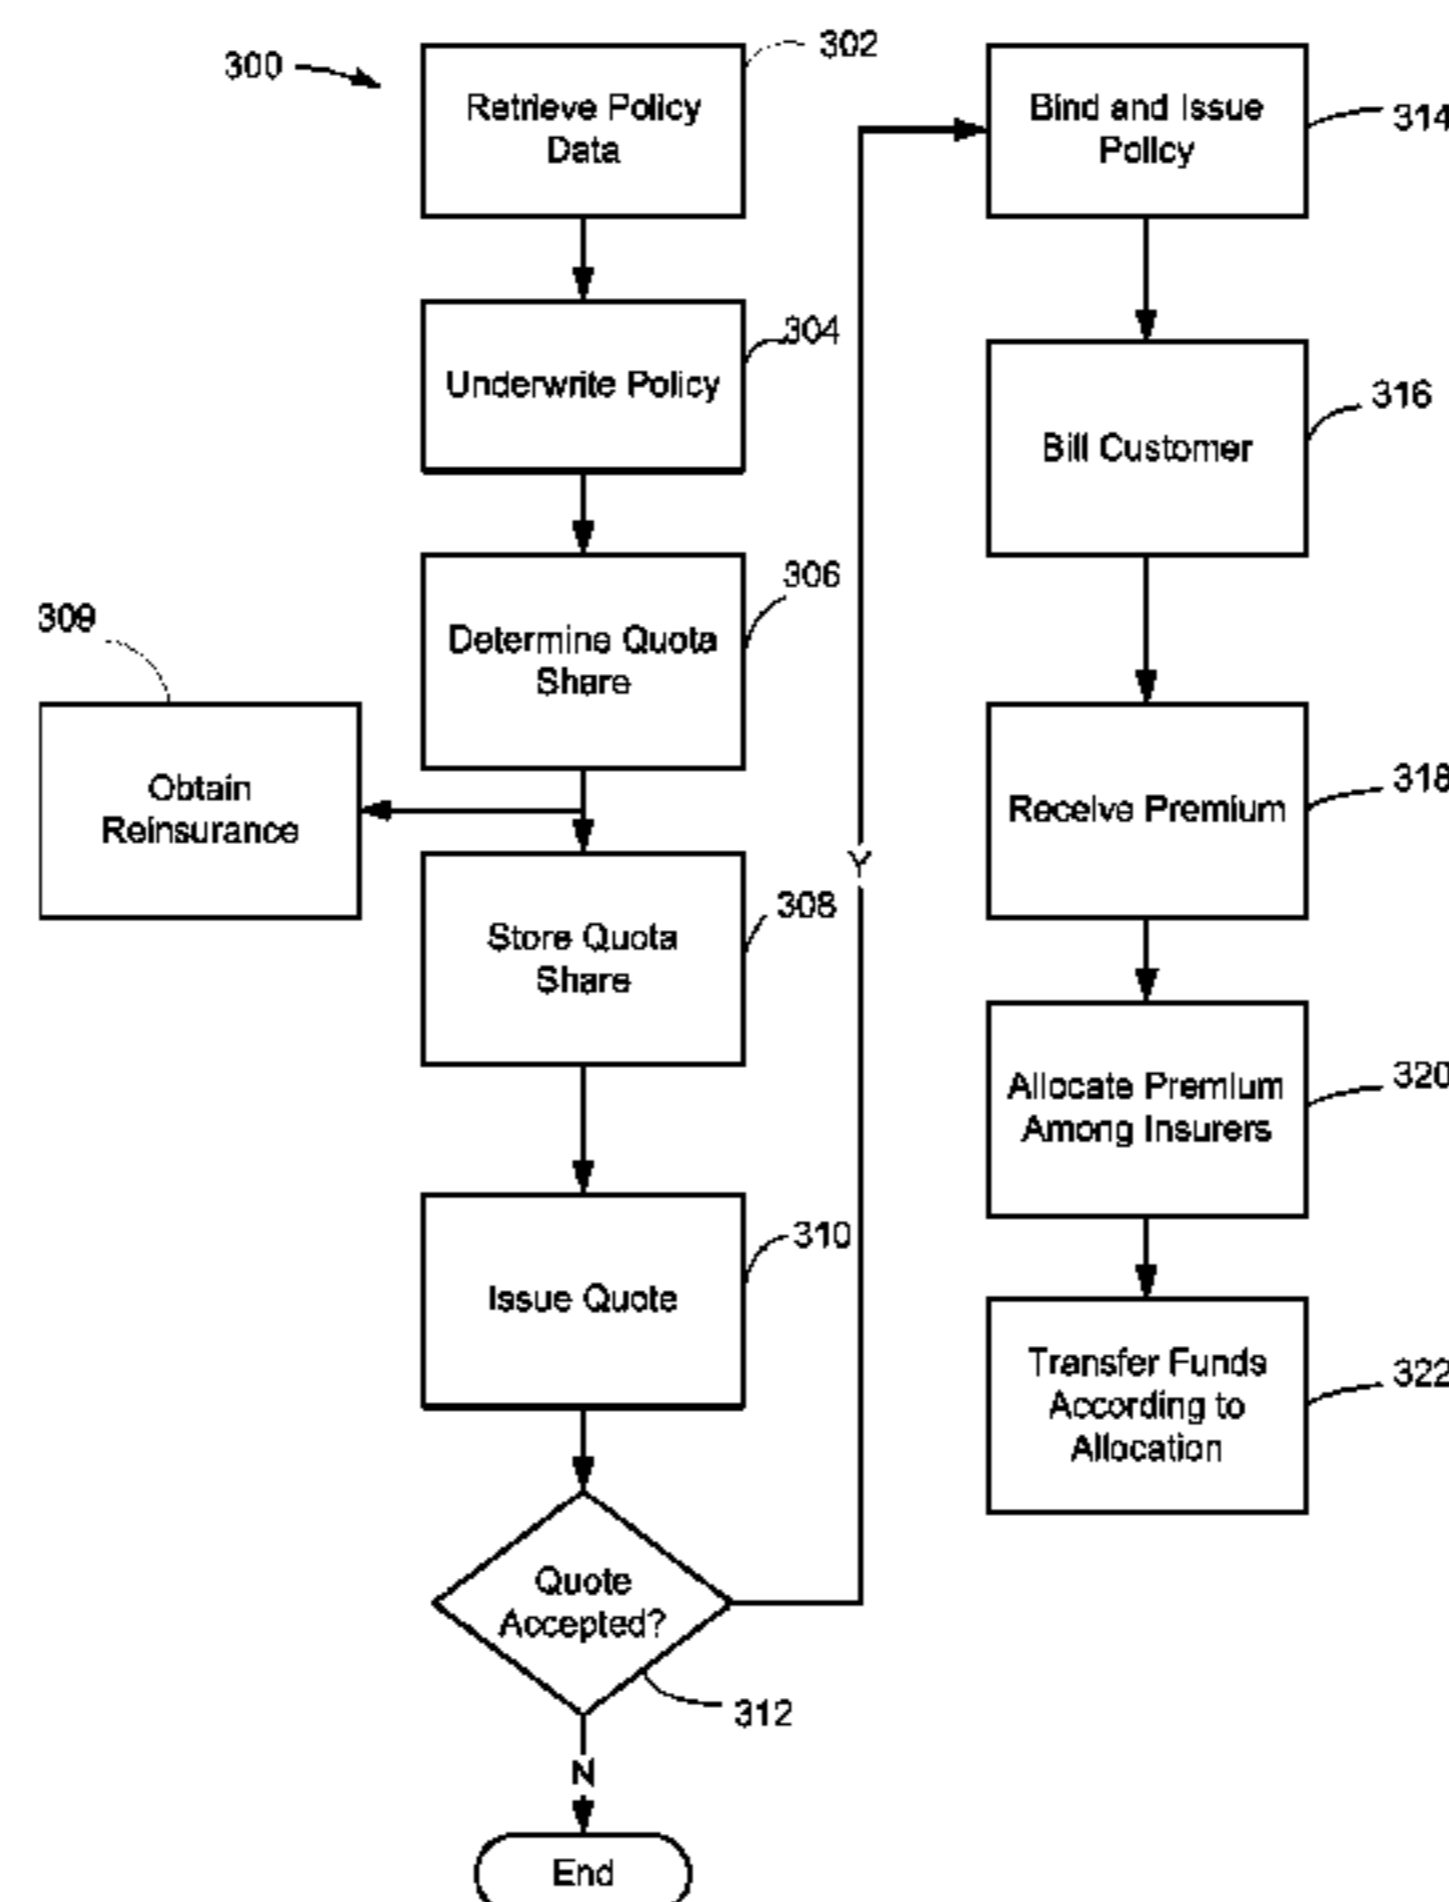 300
302
Retrieve Policy
Data
304
Underwrite Policy
306
Determine Quota
Share
309
Obtain
Reinsurance
308
Store Quota
Share
310
Issue Quote
Quote
Accepted?
312
N
End
Y
Bind and Issue
Policy
314
Bill Customer
316
Receive Premium
318
Allocate Premium
Among Insurers
320
Transfer Funds
According to
Allocation
322